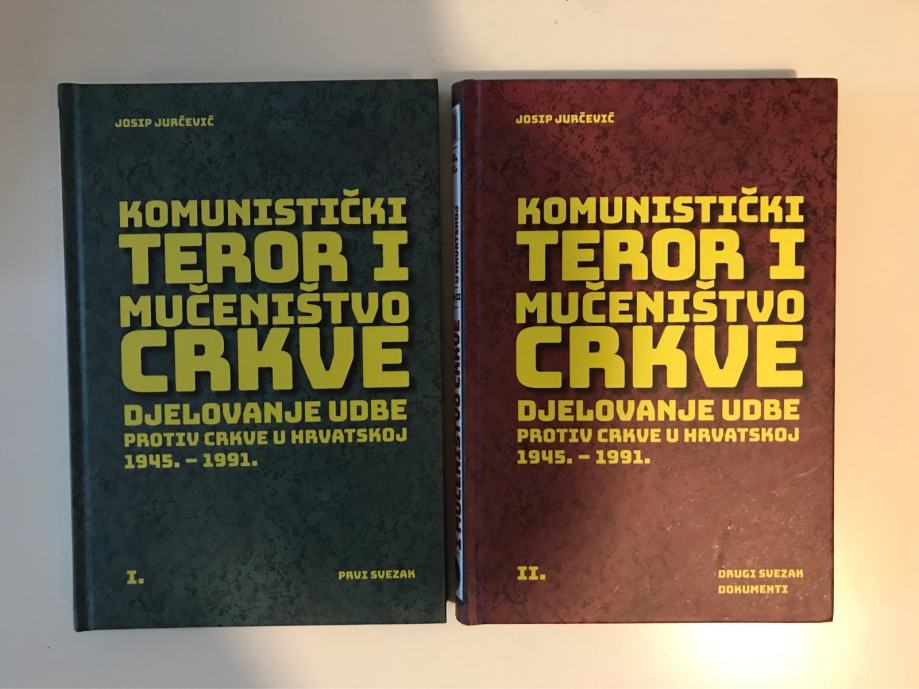 JOSIP JURČEVIĆ
KOMUNISTIČKI
TEROR I
MUČENIŠTVO
CRKVE
DJELOVANJE UDBE
PROTIV CRKVE U HRVATSKOJ
1945. – 1991.
I.
PRVI SVEZAK
JOSIP JURČEVIĆ
KOMUNISTIČKI
TEROR I
MUČENIŠTVO
CRKVE
DJELOVANJE UDBE
PROTIV CRKVE U HRVATSKOJ
1945. – 1991.
II.
DRUGI SVEZAK
DOKUMENTI